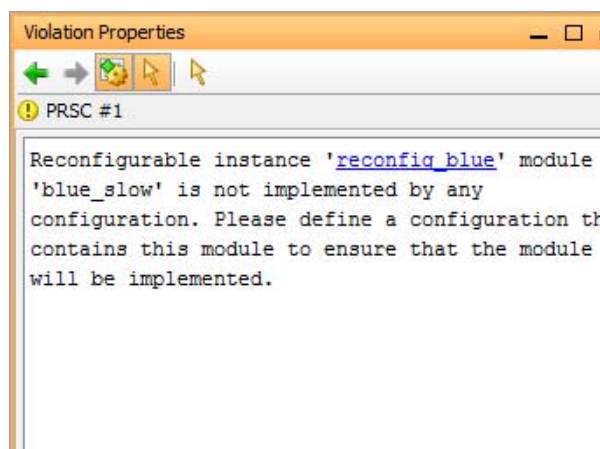 Violation Properties
PRSC #1
Reconfigurable instance 'reconfig_blue' module
'blue_slow' is not implemented by any
configuration. Please define a configuration th
contains this module to ensure that the module
will be implemented.